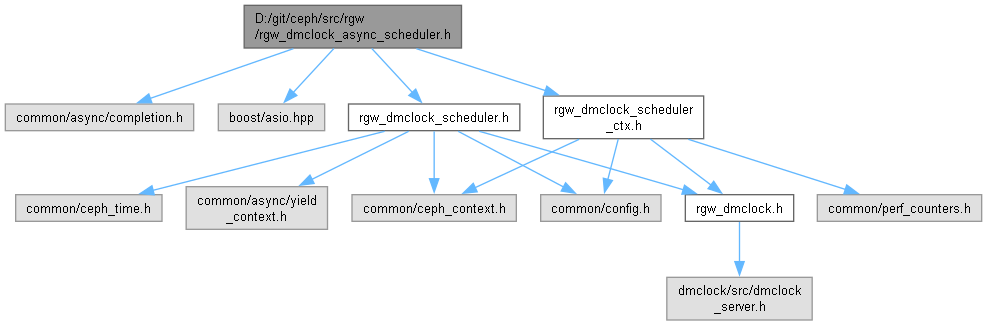 D:/git/ceph/src/rgw
/rgw_dmclock_async_scheduler.h
common/async/completion.h
boost/asio.hpp
rgw_dmclock_scheduler.h
rgw_dmclock_scheduler
_ctx.h
common/ceph_time.h
common/async/yield
_context.h
common/ceph_context.h
common/config.h
rgw_dmclock.h
common/perf_counters.h
dmclock/src/dmclock
_server.h